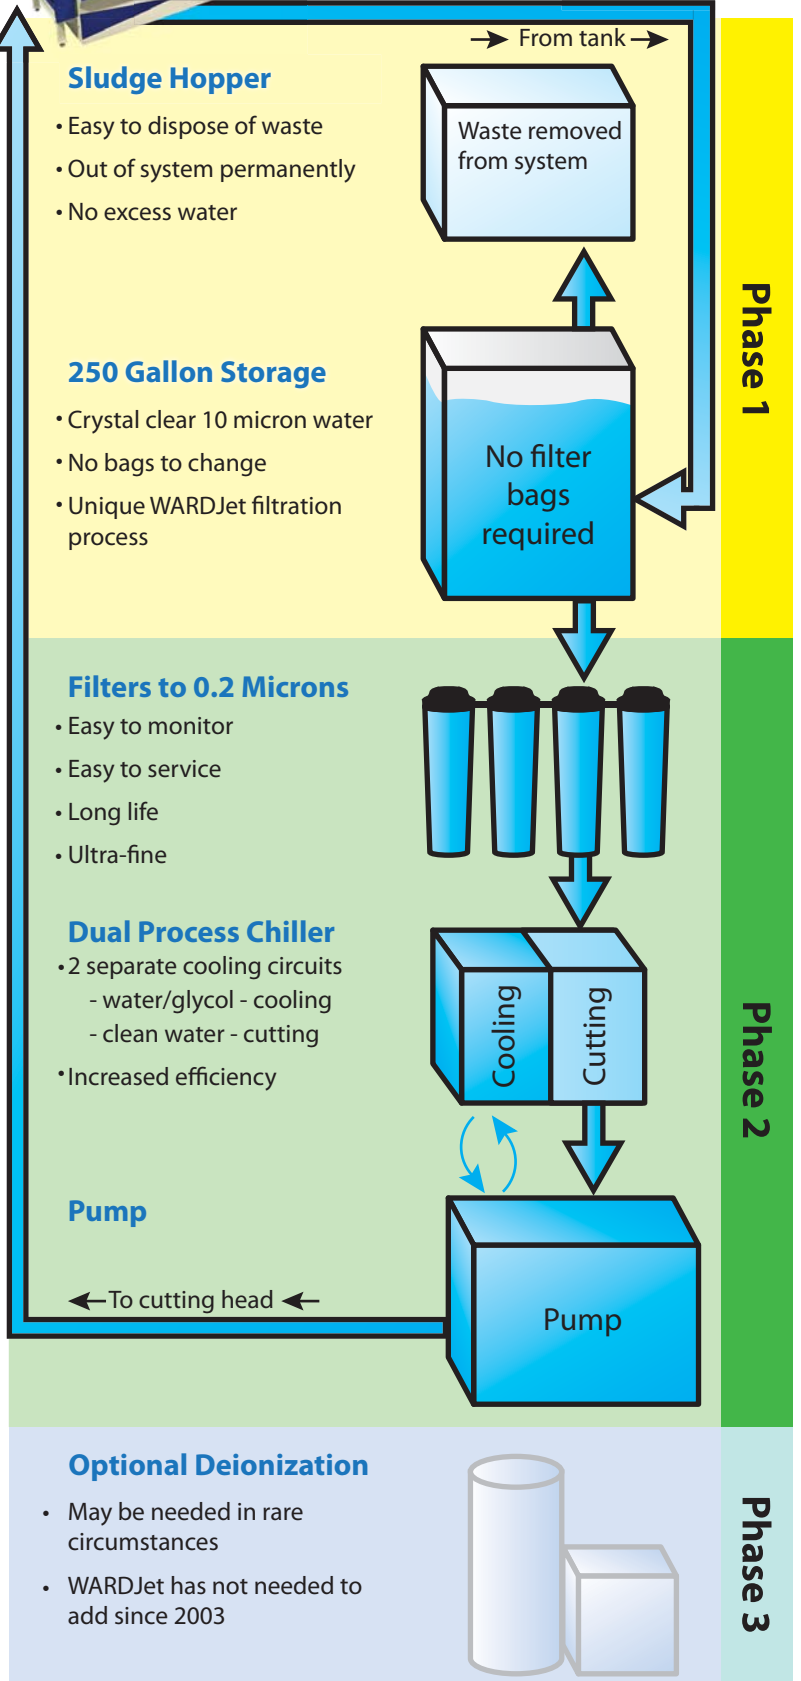 From tank
Sludge Hopper
• Easy to dispose of waste
• Out of system permanently
• No excess water
Waste removed
from system
Phase 1
250 Gallon Storage
• Crystal clear 10 micron water
• No bags to change
• Unique WARDJet filtration
process
No filter
bags
required
Filters to 0.2 Microns
• Easy to monitor
• Easy to service
• Long life
• Ultra-fine
Dual Process Chiller
• 2 separate cooling circuits
- water/glycol - cooling
- clean water - cutting
• Increased efficiency
Cooling
Cutting
Phase 2
Pump
To cutting head
Pump
Optional Deionization
• May be needed in rare
circumstances
• WARDJet has not needed to
add since 2003
Phase 3